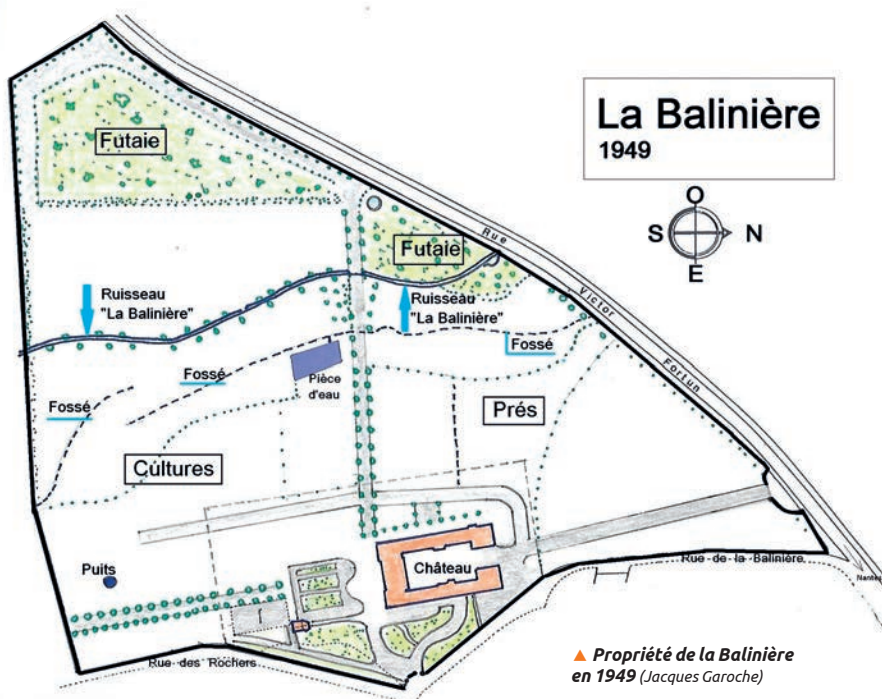 La Balinière
1949
O
S N
E
Futaie
Rue Victor Fortun
Futaie
Ruisseau
"La Balinière"
Ruisseau
"La Balinière"
Fossé
Fossé
Fossé
Pièce
d'eau
Prés
Cultures
Puits
Château
Rue de la Balinière
Nantes
Rue des Rochers
▲ Propriété de la Balinière
en 1949 (Jacques Garoche)